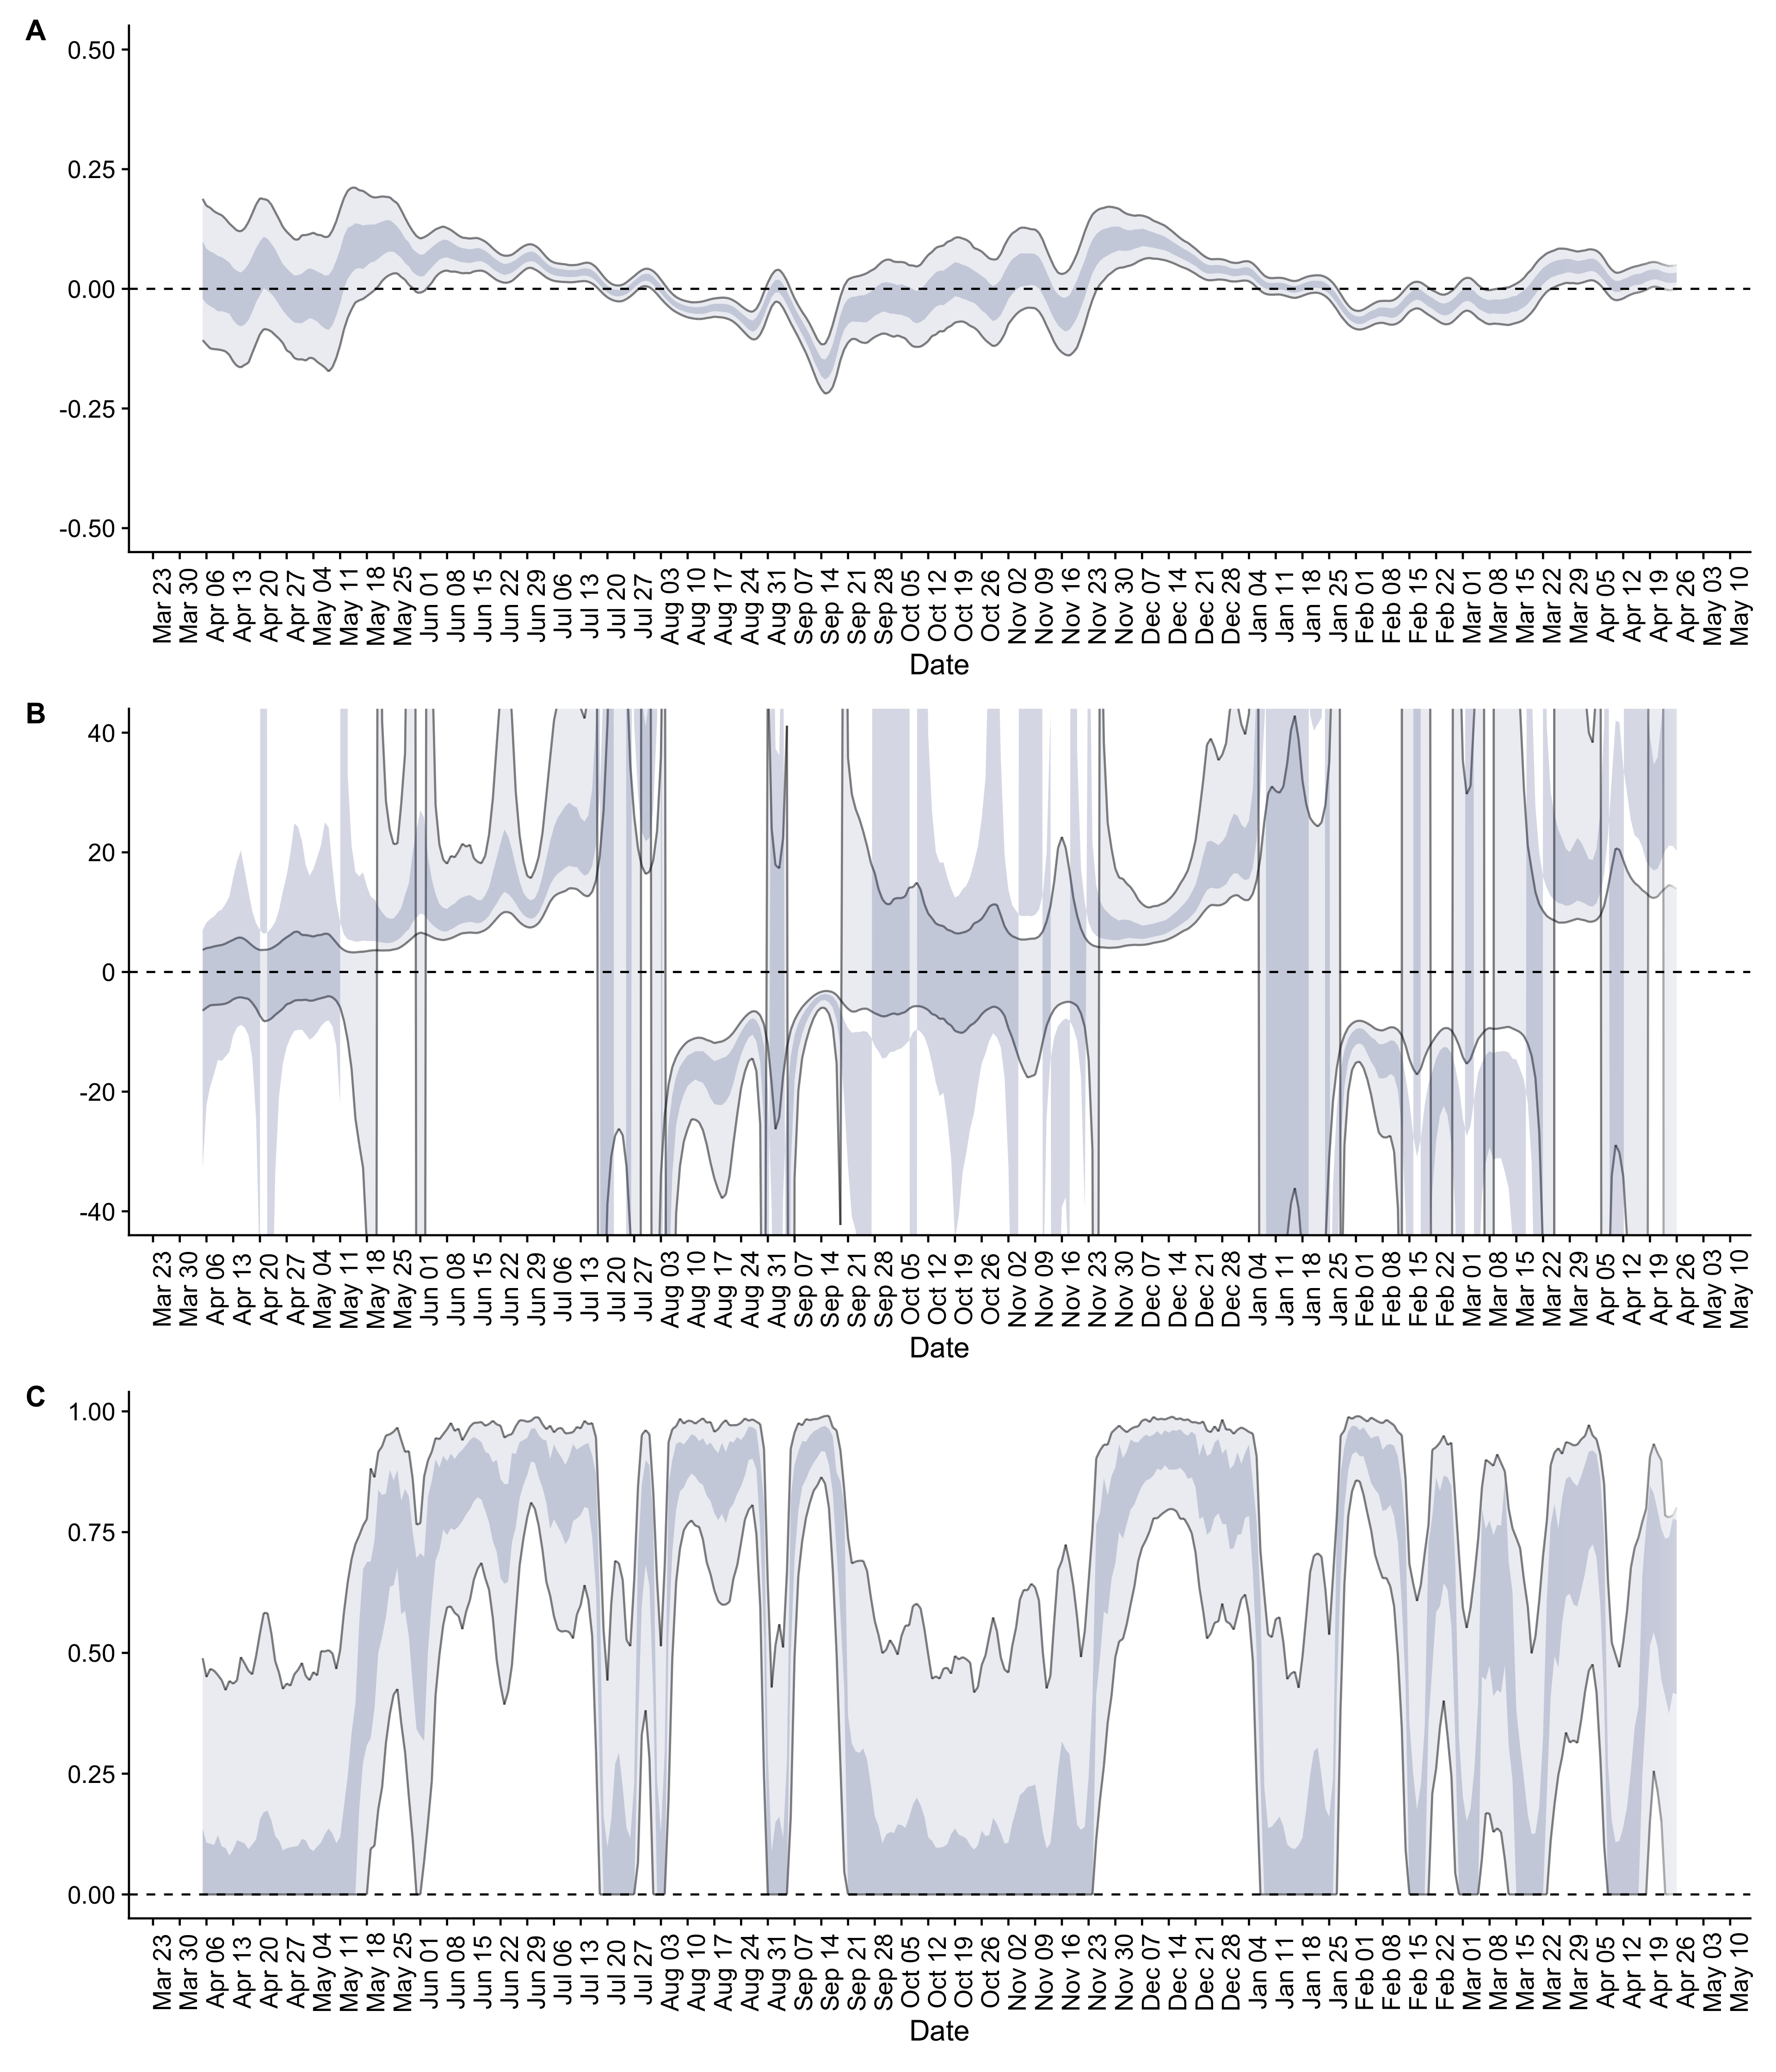 A
0.50
0.25
0.00
-0.25
-0.50
Mar 23 Mar 30 Apr 06 Apr 13 Apr 20 Apr 27 May 04 May 11 May 18 May 25 Jun 01 Jun 08 Jun 15 Jun 22 Jun 29 Jul 06 Jul 13 Jul 20 Jul 27 Aug 03 Aug 10 Aug 17 Aug 24 Aug 31 Sep 07 Sep 14 Sep 21 Sep 28 Oct 05 Oct 12 Oct 19 Oct 26 Nov 02 Nov 09 Nov 16 Nov 23 Nov 30 Dec 07 Dec 14 Dec 21 Dec 28 Jan 04 Jan 11 Jan 18 Jan 25 Feb 01 Feb 08 Feb 15 Feb 22 Mar 01 Mar 08 Mar 15 Mar 22 Mar 29 Apr 05 Apr 12 Apr 19 Apr 26 May 03 May 10
Date
B
40
20
0
-20
-40
Mar 23 Mar 30 Apr 06 Apr 13 Apr 20 Apr 27 May 04 May 11 May 18 May 25 Jun 01 Jun 08 Jun 15 Jun 22 Jun 29 Jul 06 Jul 13 Jul 20 Jul 27 Aug 03 Aug 10 Aug 17 Aug 24 Aug 31 Sep 07 Sep 14 Sep 21 Sep 28 Oct 05 Oct 12 Oct 19 Oct 26 Nov 02 Nov 09 Nov 16 Nov 23 Nov 30 Dec 07 Dec 14 Dec 21 Dec 28 Jan 04 Jan 11 Jan 18 Jan 25 Feb 01 Feb 08 Feb 15 Feb 22 Mar 01 Mar 08 Mar 15 Mar 22 Mar 29 Apr 05 Apr 12 Apr 19 Apr 26 May 03 May 10
Date
C
1.00
0.75
0.50
0.25
0.00
Mar 23 Mar 30 Apr 06 Apr 13 Apr 20 Apr 27 May 04 May 11 May 18 May 25 Jun 01 Jun 08 Jun 15 Jun 22 Jun 29 Jul 06 Jul 13 Jul 20 Jul 27 Aug 03 Aug 10 Aug 17 Aug 24 Aug 31 Sep 07 Sep 14 Sep 21 Sep 28 Oct 05 Oct 12 Oct 19 Oct 26 Nov 02 Nov 09 Nov 16 Nov 23 Nov 30 Dec 07 Dec 14 Dec 21 Dec 28 Jan 04 Jan 11 Jan 18 Jan 25 Feb 01 Feb 08 Feb 15 Feb 22 Mar 01 Mar 08 Mar 15 Mar 22 Mar 29 Apr 05 Apr 12 Apr 19 Apr 26 May 03 May 10
Date